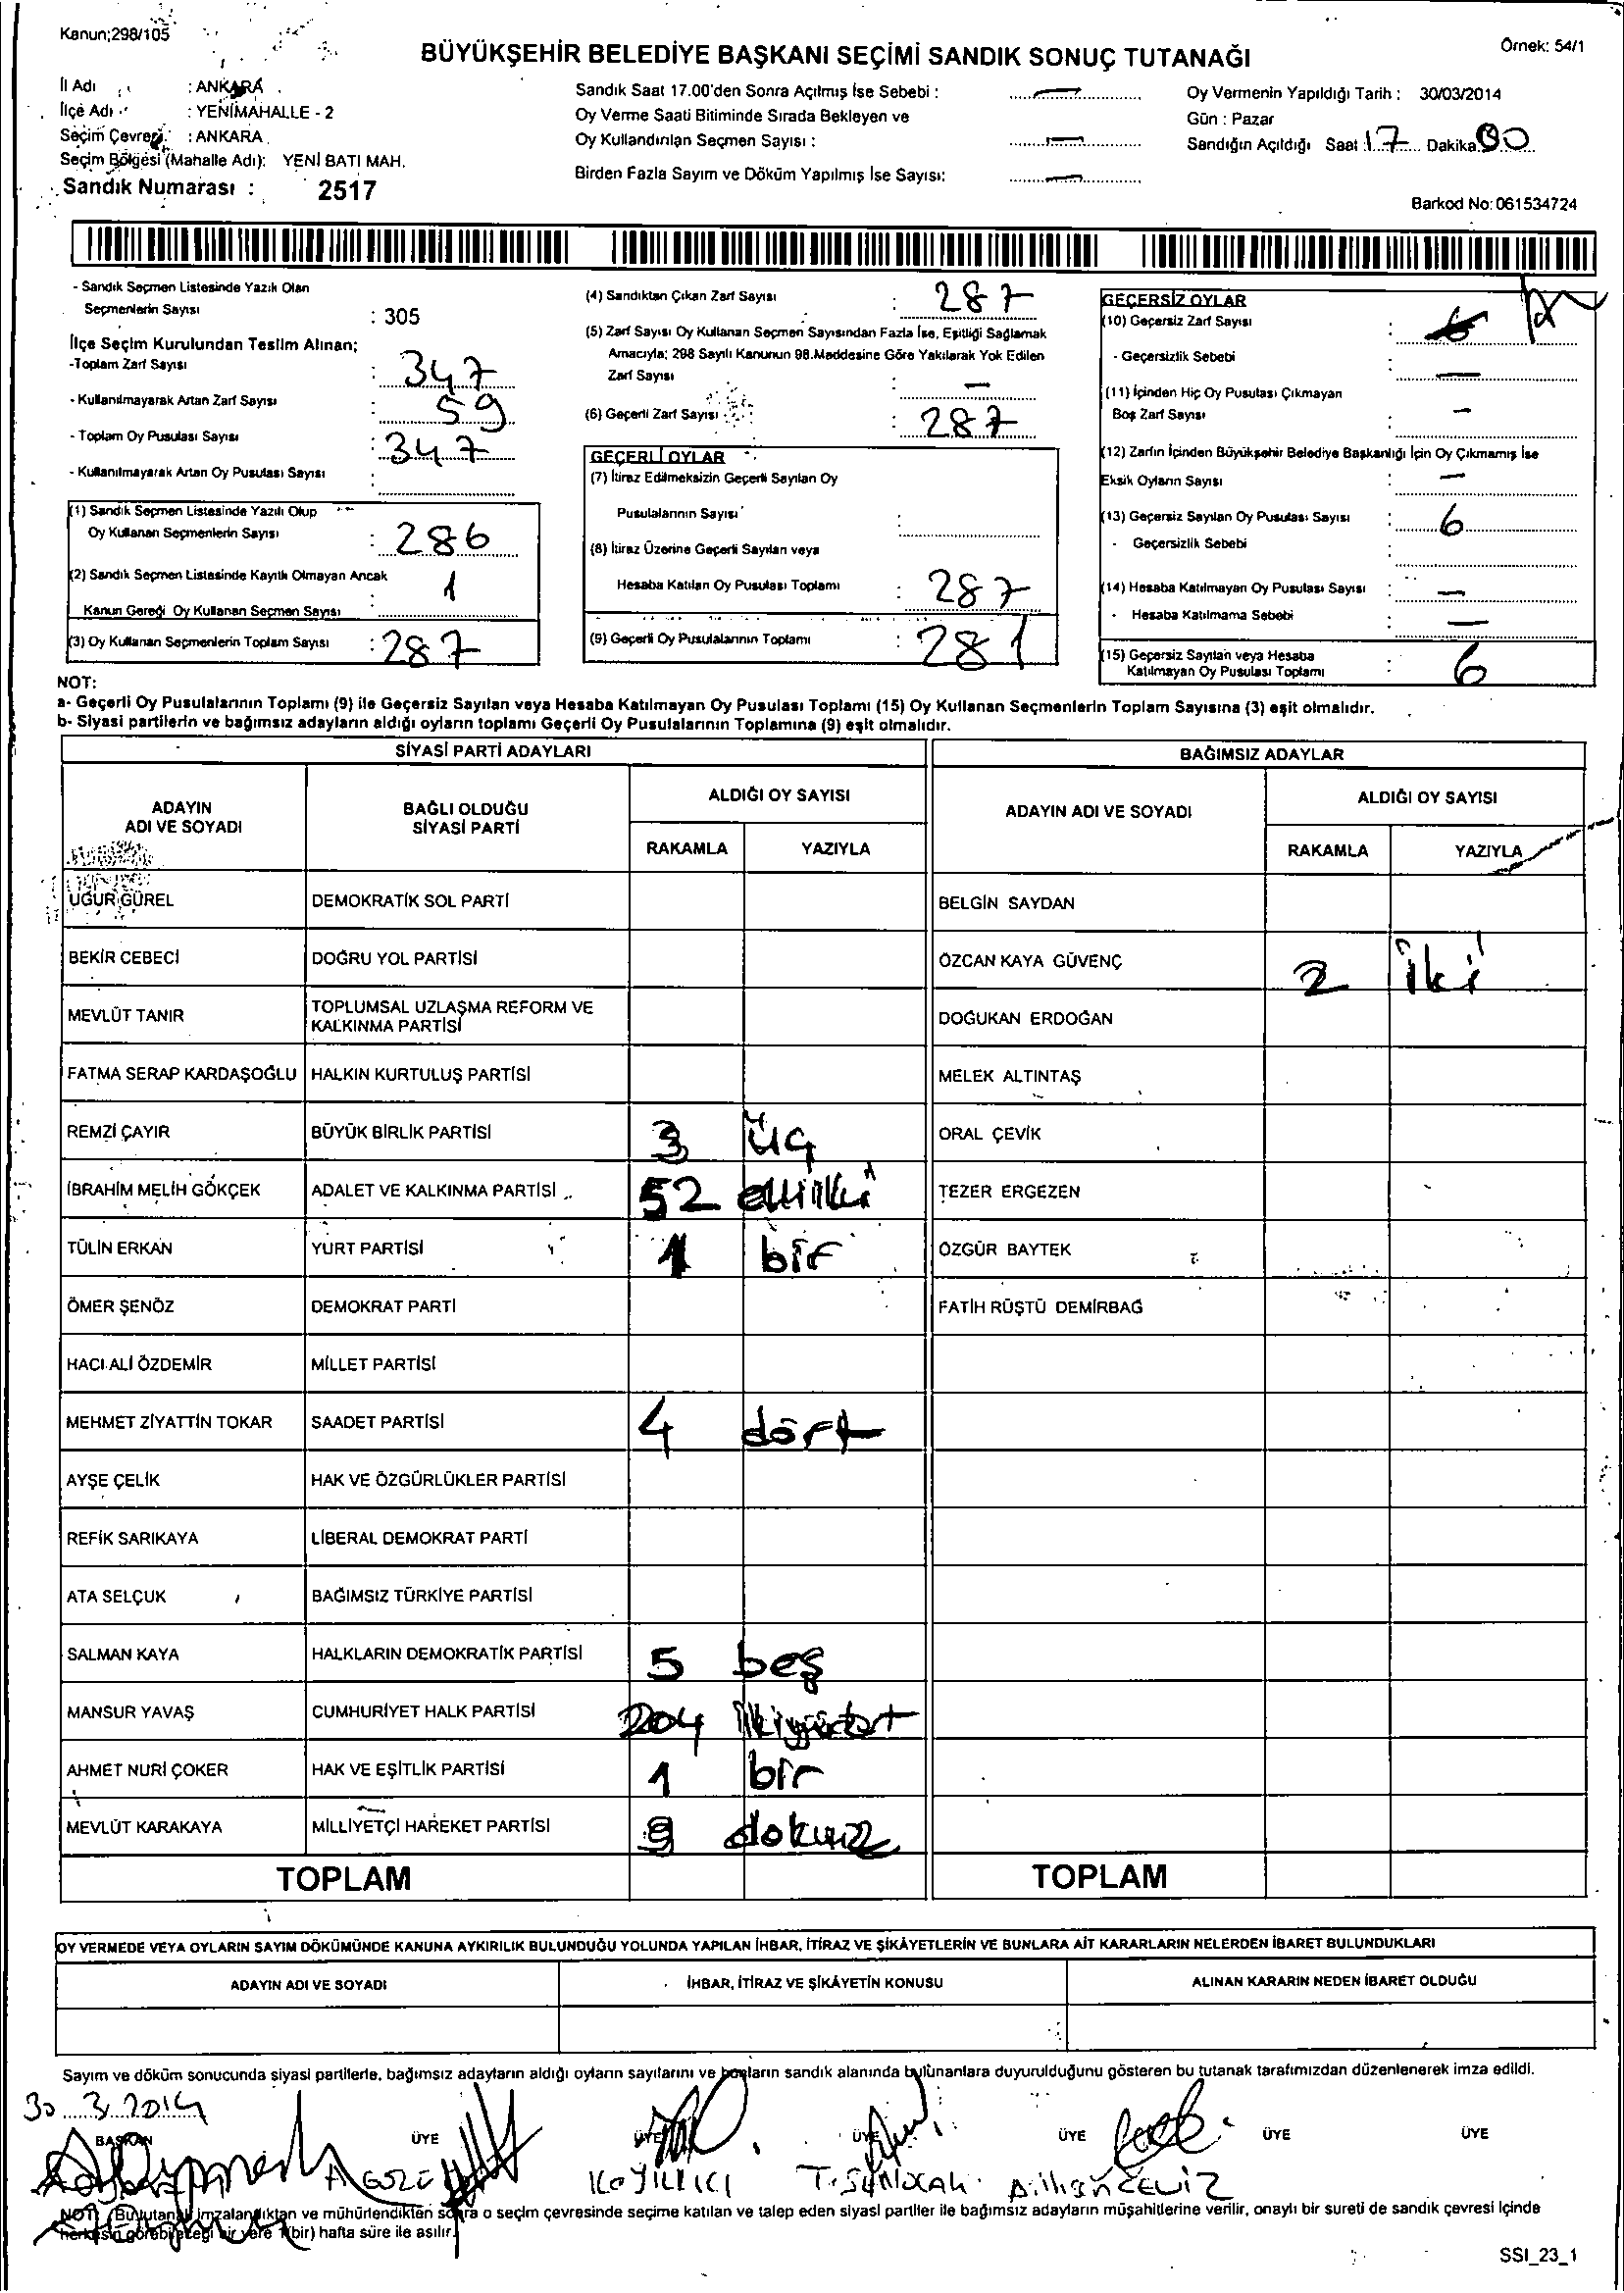 Kanun;298/105
Örnek: 54/1
BÜYÜKŞEHİR BELEDİYE BAŞKANI SEÇİMİ SANDIK SONUÇ TUTANAĞI
İl Adı : ANKARA
İlçe Adı : YENİMAHALLE - 2
Seçim Çevresi : ANKARA
Seçim Bölgesi (Mahalle Adı): YENİ BATI MAH.
Sandık Numarası : 2517
Sandık Saat 17.00'den Sonra Açılmış İse Sebebi : —
Oy Verme Saati Bitiminde Sırada Bekleyen ve
Oy Kullandırılan Seçmen Sayısı : —
Birden Fazla Sayım ve Döküm Yapılmış İse Sayısı: —
Oy Vermenin Yapıldığı Tarih : 30/03/2014
Gün : Pazar
Sandığın Açıldığı Saat 17 Dakika 00
Barkod No: 061534724
- Sandık Seçmen Listesinde Yazılı Olan
Seçmenlerin Sayısı : 305
İlçe Seçim Kurulundan Teslim Alınan;
-Toplam Zarf Sayısı : 347
- Kullanılmayarak Artan Zarf Sayısı : 59
- Toplam Oy Pusulası Sayısı : 347
- Kullanılmayarak Artan Oy Pusulası Sayısı :
(1) Sandık Seçmen Listesinde Yazılı Olup
Oy Kullanan Seçmenlerin Sayısı : 286
(2) Sandık Seçmen Listesinde Kayıtlı Olmayan Ancak
Kanun Gereği Oy Kullanan Seçmen Sayısı : 1
(3) Oy Kullanan Seçmenlerin Toplam Sayısı : 287
(4) Sandıktan Çıkan Zarf Sayısı : 287
(5) Zarf Sayısı Oy Kullanan Seçmen Sayısından Fazla İse, Eşitliği Sağlamak
Amacıyla; 298 Sayılı Kanunun 98.Maddesine Göre Yakılarak Yok Edilen
Zarf Sayısı : —
(6) Geçerli Zarf Sayısı : 287
GEÇERLİ OYLAR
(7) İtiraz Edilmeksizin Geçerli Sayılan Oy
Pusulalarının Sayısı :
(8) İtiraz Üzerine Geçerli Sayılan veya
Hesaba Katılan Oy Pusulası Toplamı : 287
(9) Geçerli Oy Pusulalarının Toplamı : 281
GEÇERSİZ OYLAR
(10) Geçersiz Zarf Sayısı : 6
- Geçersizlik Sebebi : —
(11) İçinden Hiç Oy Pusulası Çıkmayan
Boş Zarf Sayısı : —
(12) Zarfın İçinden Büyükşehir Belediye Başkanlığı İçin Oy Çıkmamış İse
Eksik Oyların Sayısı : —
(13) Geçersiz Sayılan Oy Pusulası Sayısı : 6
- Geçersizlik Sebebi :
(14) Hesaba Katılmayan Oy Pusulası Sayısı : —
- Hesaba Katılmama Sebebi : —
(15) Geçersiz Sayılan veya Hesaba
Katılmayan Oy Pusulası Toplamı : 6
NOT:
a- Geçerli Oy Pusulalarının Toplamı (9) ile Geçersiz Sayılan veya Hesaba Katılmayan Oy Pusulası Toplamı (15) Oy Kullanan Seçmenlerin Toplam Sayısına (3) eşit olmalıdır.
b- Siyasi partilerin ve bağımsız adayların aldığı oyların toplamı Geçerli Oy Pusulalarının Toplamına (9) eşit olmalıdır.
SİYASİ PARTİ ADAYLARI
BAĞIMSIZ ADAYLAR
ADAYIN
ADI VE SOYADI
BAĞLI OLDUĞU
SİYASİ PARTİ
ALDIĞI OY SAYISI
RAKAMLA YAZIYLA
ADAYIN ADI VE SOYADI
ALDIĞI OY SAYISI
RAKAMLA YAZIYLA
UĞUR GÜREL DEMOKRATİK SOL PARTİ BELGİN SAYDAN
BEKİR CEBECİ DOĞRU YOL PARTİSİ ÖZCAN KAYA GÜVENÇ 2 iki
MEVLÜT TANIR TOPLUMSAL UZLAŞMA REFORM VE
KALKINMA PARTİSİ DOĞUKAN ERDOĞAN
FATMA SERAP KARDAŞOĞLU HALKIN KURTULUŞ PARTİSİ MELEK ALTINTAŞ
REMZİ ÇAYIR BÜYÜK BİRLİK PARTİSİ 3 üç ORAL ÇEVİK
İBRAHİM MELİH GÖKÇEK ADALET VE KALKINMA PARTİSİ 52 elliiki TEZER ERGEZEN
TÜLİN ERKAN YURT PARTİSİ 1 bir ÖZGÜR BAYTEK
ÖMER ŞENÖZ DEMOKRAT PARTİ FATİH RÜŞTÜ DEMİRBAĞ
HACI ALİ ÖZDEMİR MİLLET PARTİSİ
MEHMET ZİYATTİN TOKAR SAADET PARTİSİ 4 dört
AYŞE ÇELİK HAK VE ÖZGÜRLÜKLER PARTİSİ
REFİK SARIKAYA LİBERAL DEMOKRAT PARTİ
ATA SELÇUK BAĞIMSIZ TÜRKİYE PARTİSİ
SALMAN KAYA HALKLARIN DEMOKRATİK PARTİSİ 5 beş
MANSUR YAVAŞ CUMHURİYET HALK PARTİSİ 204
AHMET NURİ ÇOKER HAK VE EŞİTLİK PARTİSİ 1 bir
MEVLÜT KARAKAYA MİLLİYETÇİ HAREKET PARTİSİ 9 dokuz
TOPLAM TOPLAM
OY VERMEDE VEYA OYLARIN SAYIM DÖKÜMÜNDE KANUNA AYKIRILIK BULUNDUĞU YOLUNDA YAPILAN İHBAR, İTİRAZ VE ŞİKÂYETLERİN VE BUNLARA AİT KARARLARIN NELERDEN İBARET BULUNDUKLARI
ADAYIN ADI VE SOYADI İHBAR, İTİRAZ VE ŞİKÂYETİN KONUSU ALINAN KARARIN NEDEN İBARET OLDUĞU
Sayım ve döküm sonucunda siyasi partilerle, bağımsız adayların aldığı oyların sayılarını ve bunların sandık alanında bulunanlara duyurulduğunu gösteren bu tutanak tarafımızdan düzenlenerek imza edildi.
30.3.2014
BAŞKAN ÜYE ÜYE ÜYE ÜYE ÜYE ÜYE
NOT: (Bu tutanak imzalandıktan ve mühürlendikten sonra o seçim çevresinde seçime katılan ve talep eden siyasi partiler ile bağımsız adayların müşahitlerine verilir, onaylı bir sureti de sandık çevresi içinde
herkesin görebileceği bir yere 1(bir) hafta süre ile asılır.)
SSI_23_1